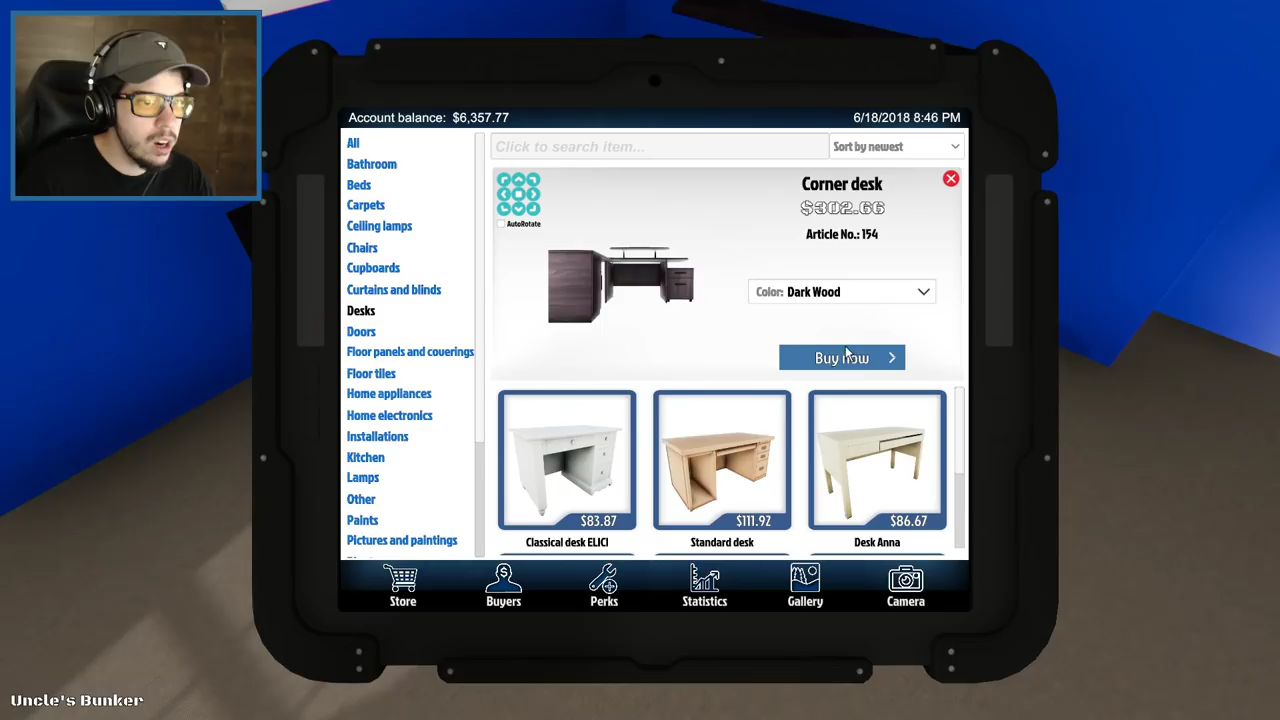 Account balance: $6,357.77
6/18/2018 8:46 PM
All
Bathroom
Beds
Carpets
Ceiling lamps
Chairs
Cupboards
Curtains and blinds
Desks
Doors
Floor panels and coverings
Floor tiles
Home appliances
Home electronics
Installations
Kitchen
Lamps
Other
Paints
Pictures and paintings
Click to search item...
Sort by newest
AutoRotate
Corner desk
$302.66
Article No.: 154
Color: Dark Wood
Buy now
$83.87
$111.92
$86.67
Classical desk ELICI
Standard desk
Desk Anna
Store
Buyers
Perks
Statistics
Gallery
Camera
Uncle's Bunker